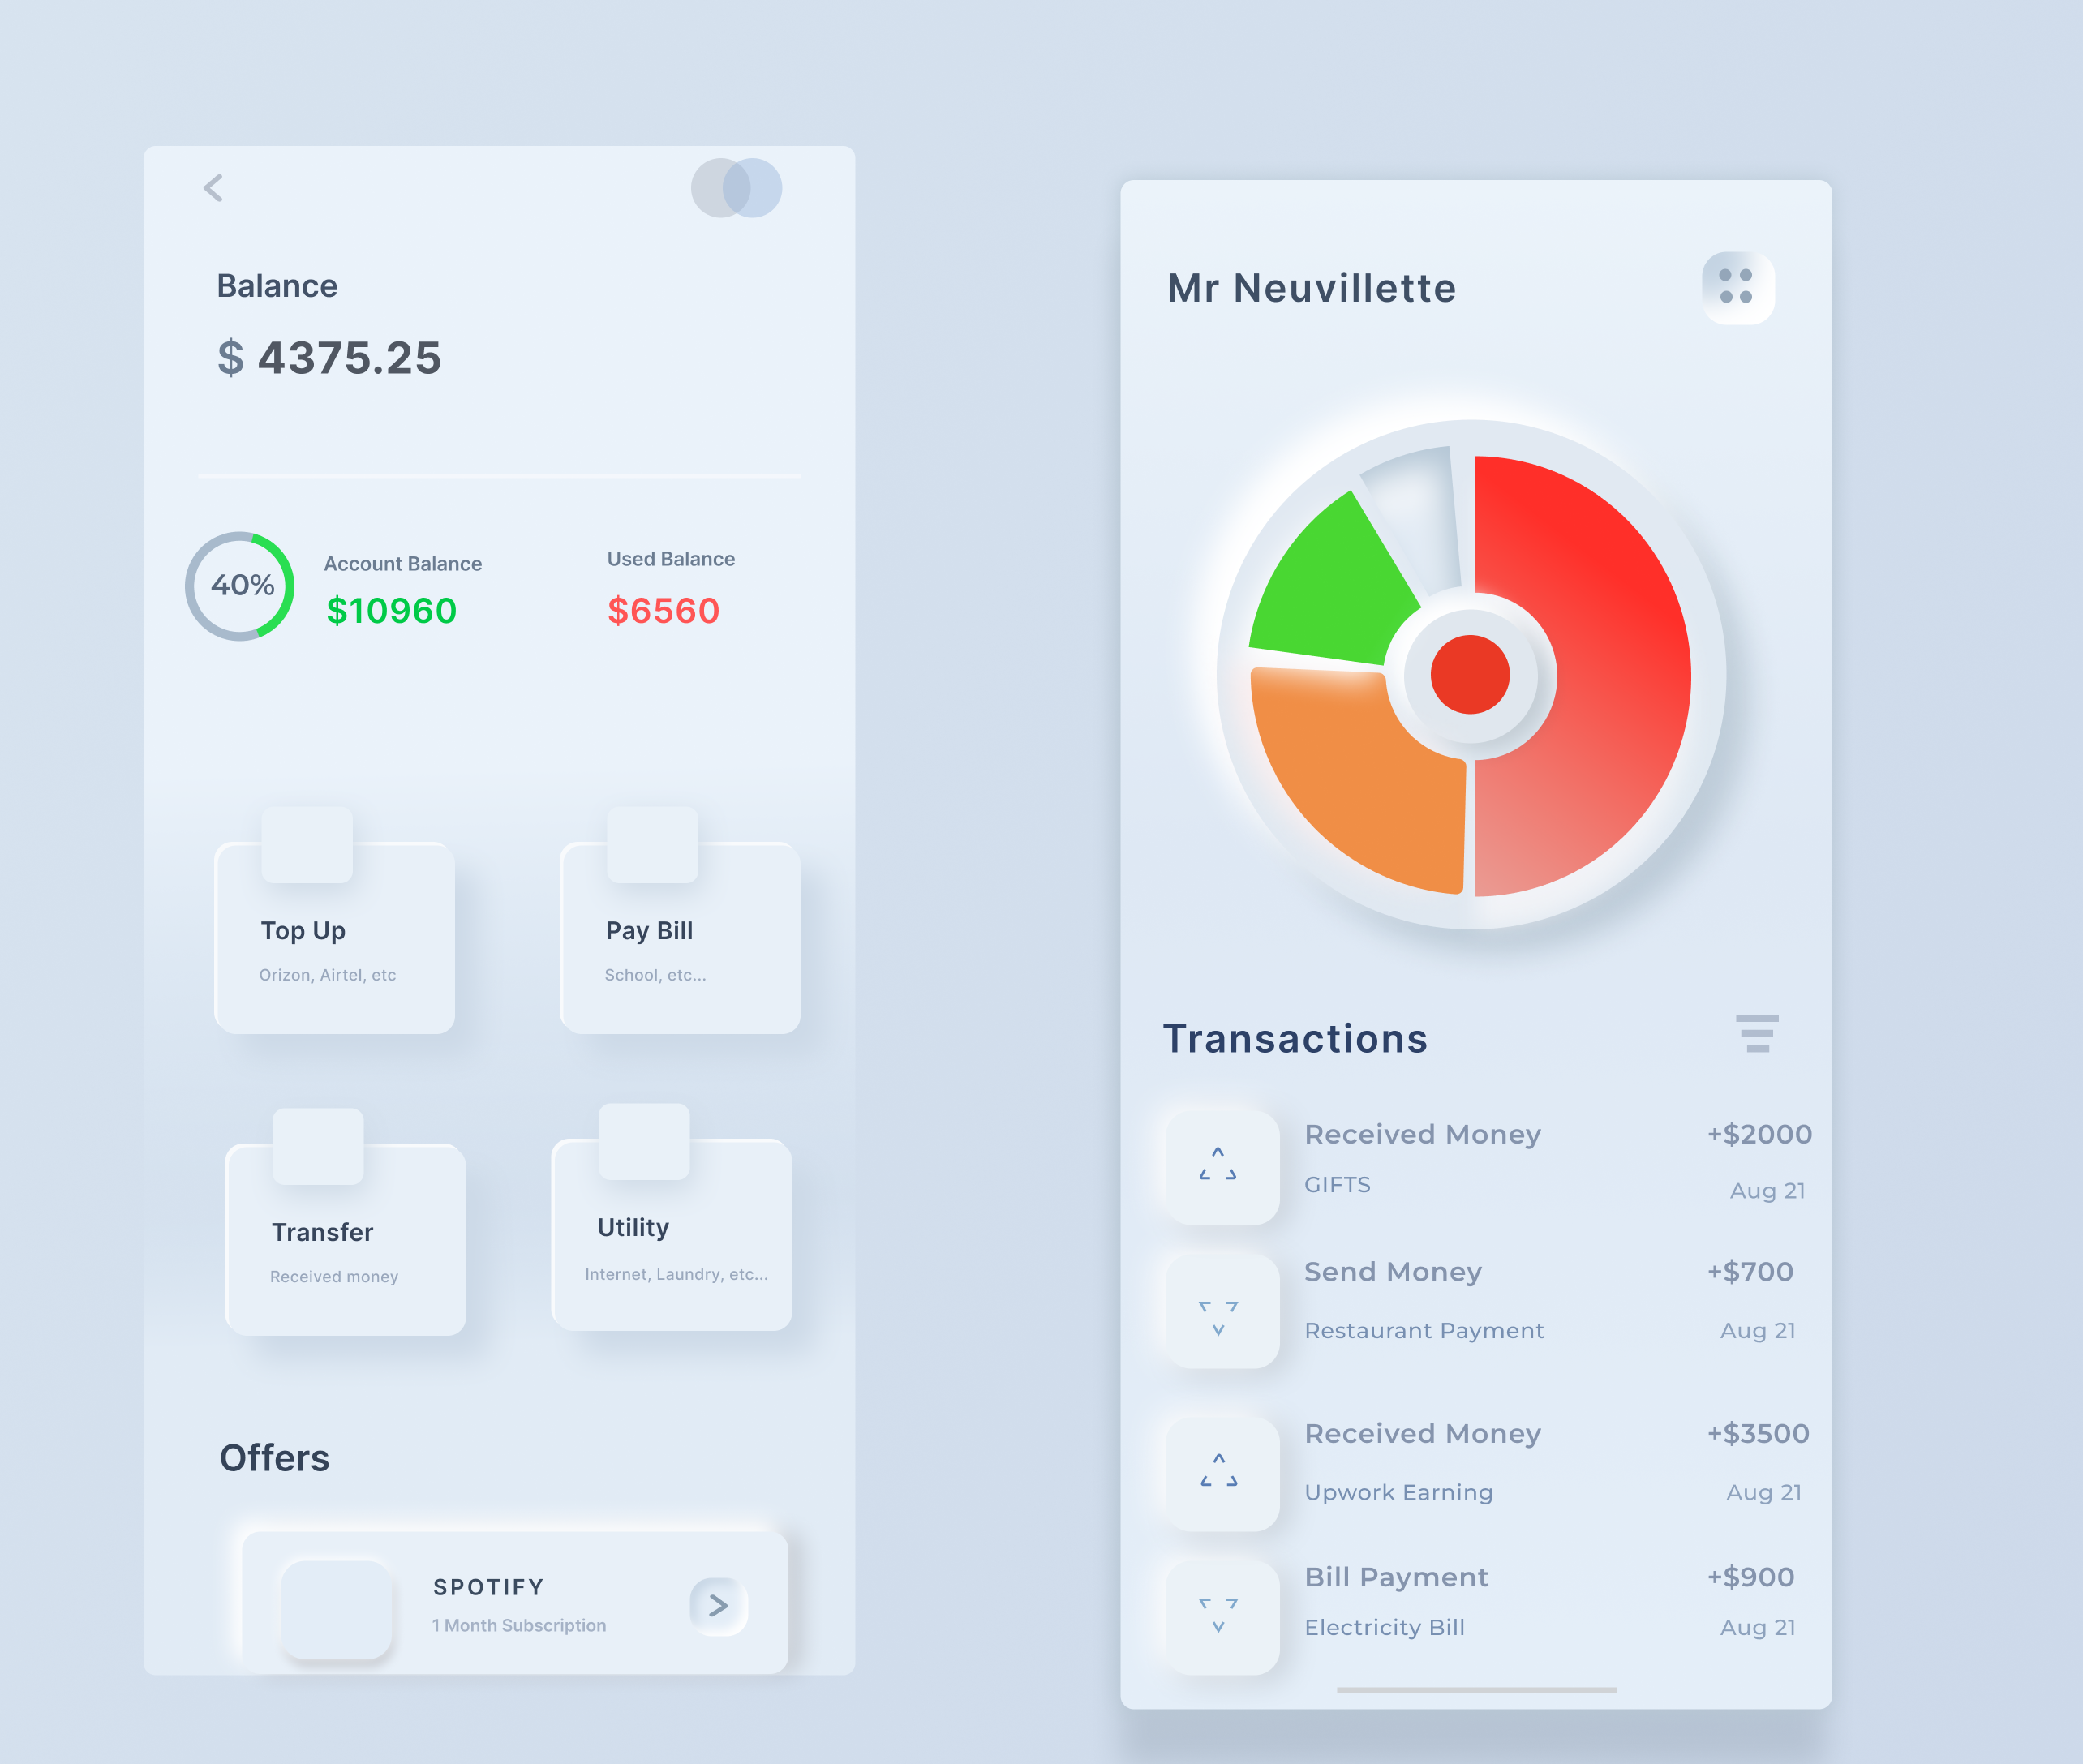 Balance
$ 4375.25
40%
Account Balance
$10960
Used Balance
$6560
Top Up
Orizon, Airtel, etc
Pay Bill
School, etc...
Transfer
Received money
Utility
Internet, Laundry, etc...
Offers
SPOTIFY
1 Month Subscription
Mr Neuvillette
Transactions
Received Money
+$2000
GIFTS
Aug 21
Send Money
+$700
Restaurant Payment
Aug 21
Received Money
+$3500
Upwork Earning
Aug 21
Bill Payment
+$900
Electricity Bill
Aug 21